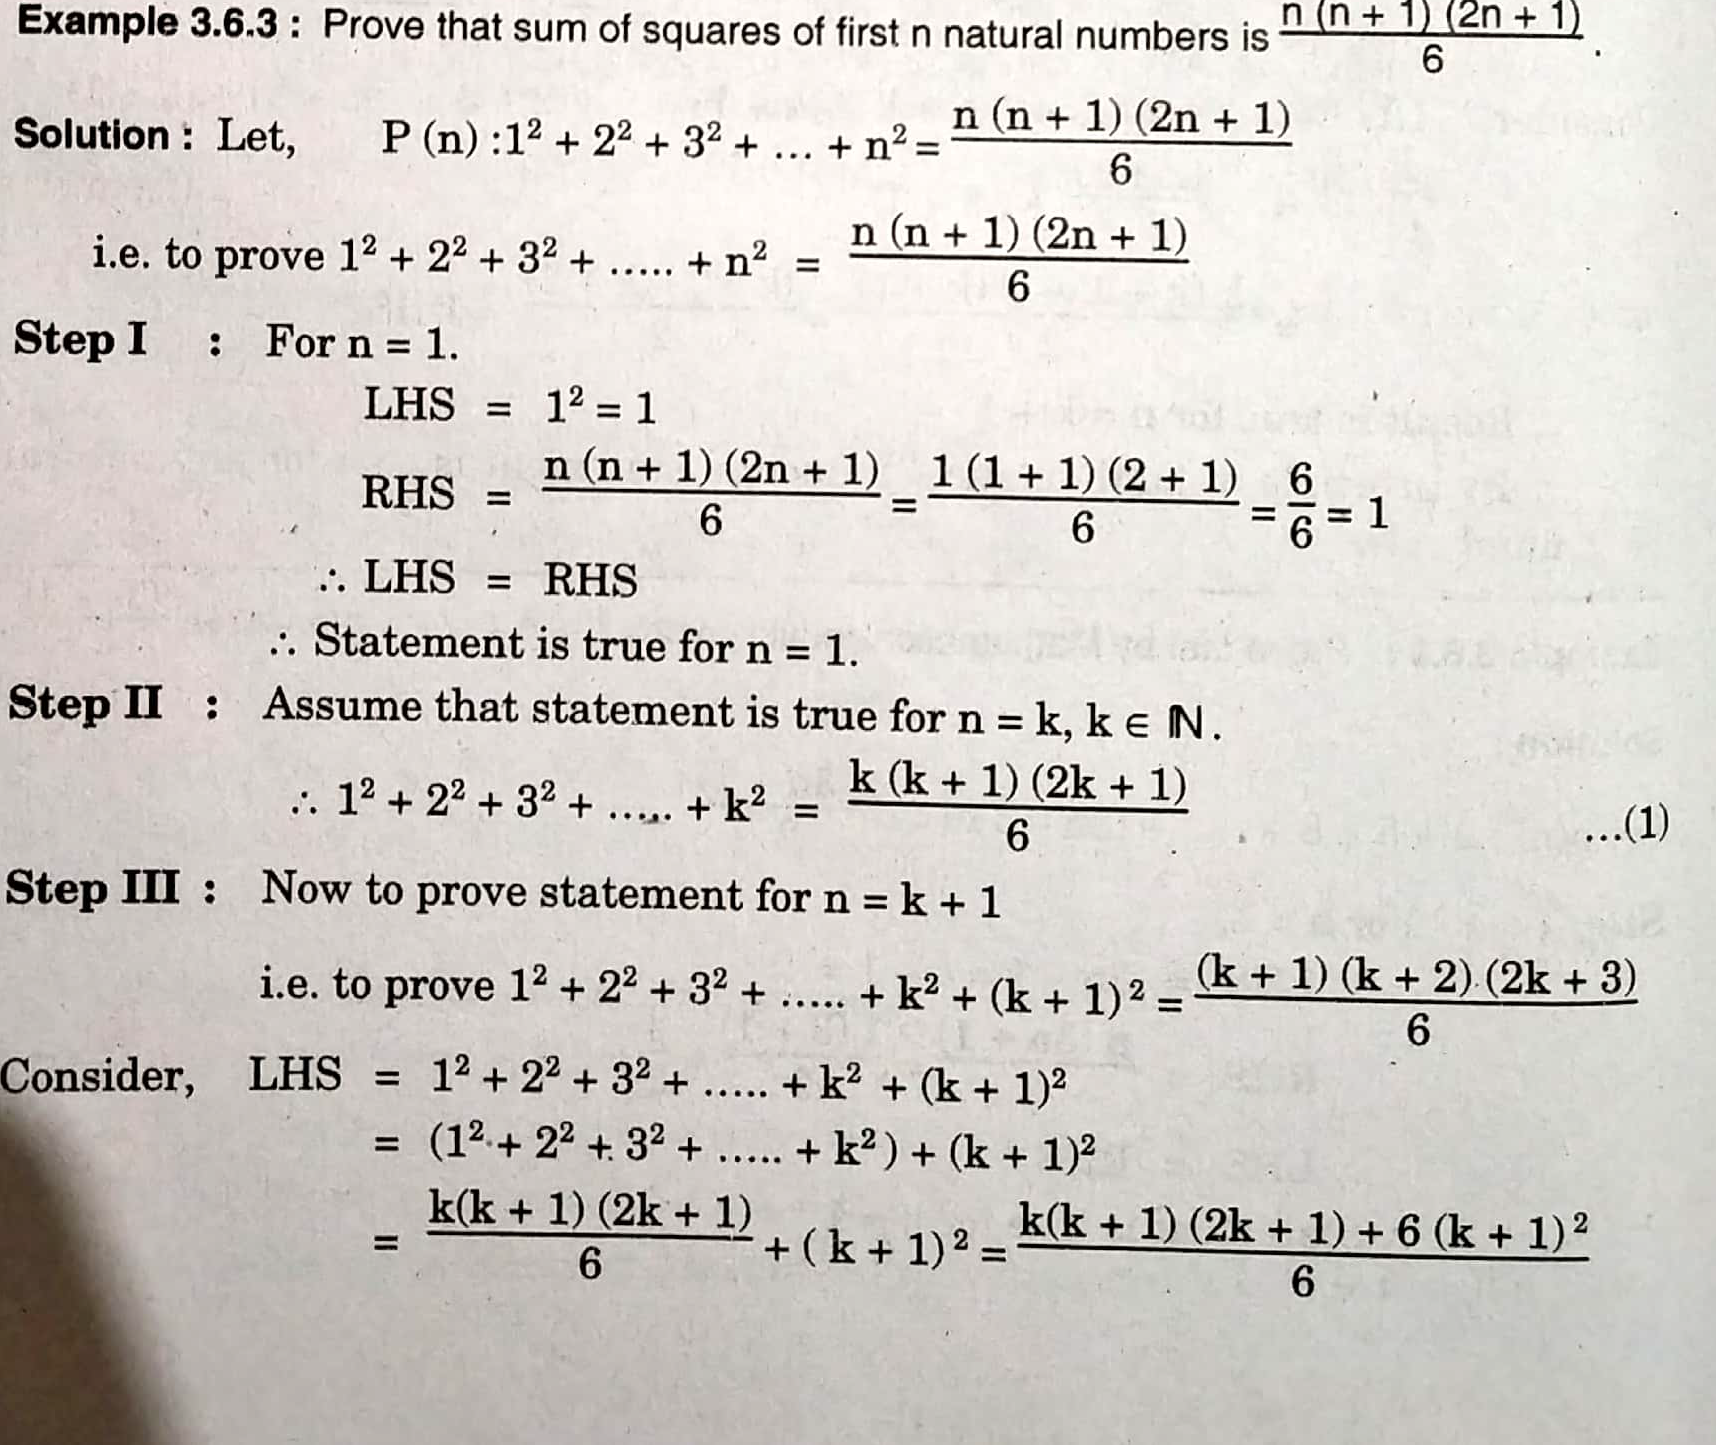 Example 3.6.3 : Prove that sum of squares of first n natural numbers is n (n + 1) (2n + 1) / 6 .
Solution : Let, P (n) :1² + 2² + 3² + ... + n² = n (n + 1) (2n + 1) / 6
i.e. to prove 1² + 2² + 3² + ..... + n² = n (n + 1) (2n + 1) / 6
Step I : For n = 1.
LHS = 1² = 1
RHS = n (n + 1) (2n + 1) / 6 = 1 (1 + 1) (2 + 1) / 6 = 6 / 6 = 1
∴ LHS = RHS
∴ Statement is true for n = 1.
Step II : Assume that statement is true for n = k, k ∈ ℕ.
∴ 1² + 2² + 3² + ..... + k² = k (k + 1) (2k + 1) / 6 ...(1)
Step III : Now to prove statement for n = k + 1
i.e. to prove 1² + 2² + 3² + ..... + k² + (k + 1)² = (k + 1) (k + 2) (2k + 3) / 6
Consider, LHS = 1² + 2² + 3² + ..... + k² + (k + 1)²
= (1² + 2² + 3² + ..... + k²) + (k + 1)²
= k(k + 1) (2k + 1) / 6 + ( k + 1)² = k(k + 1) (2k + 1) + 6 (k + 1)² / 6